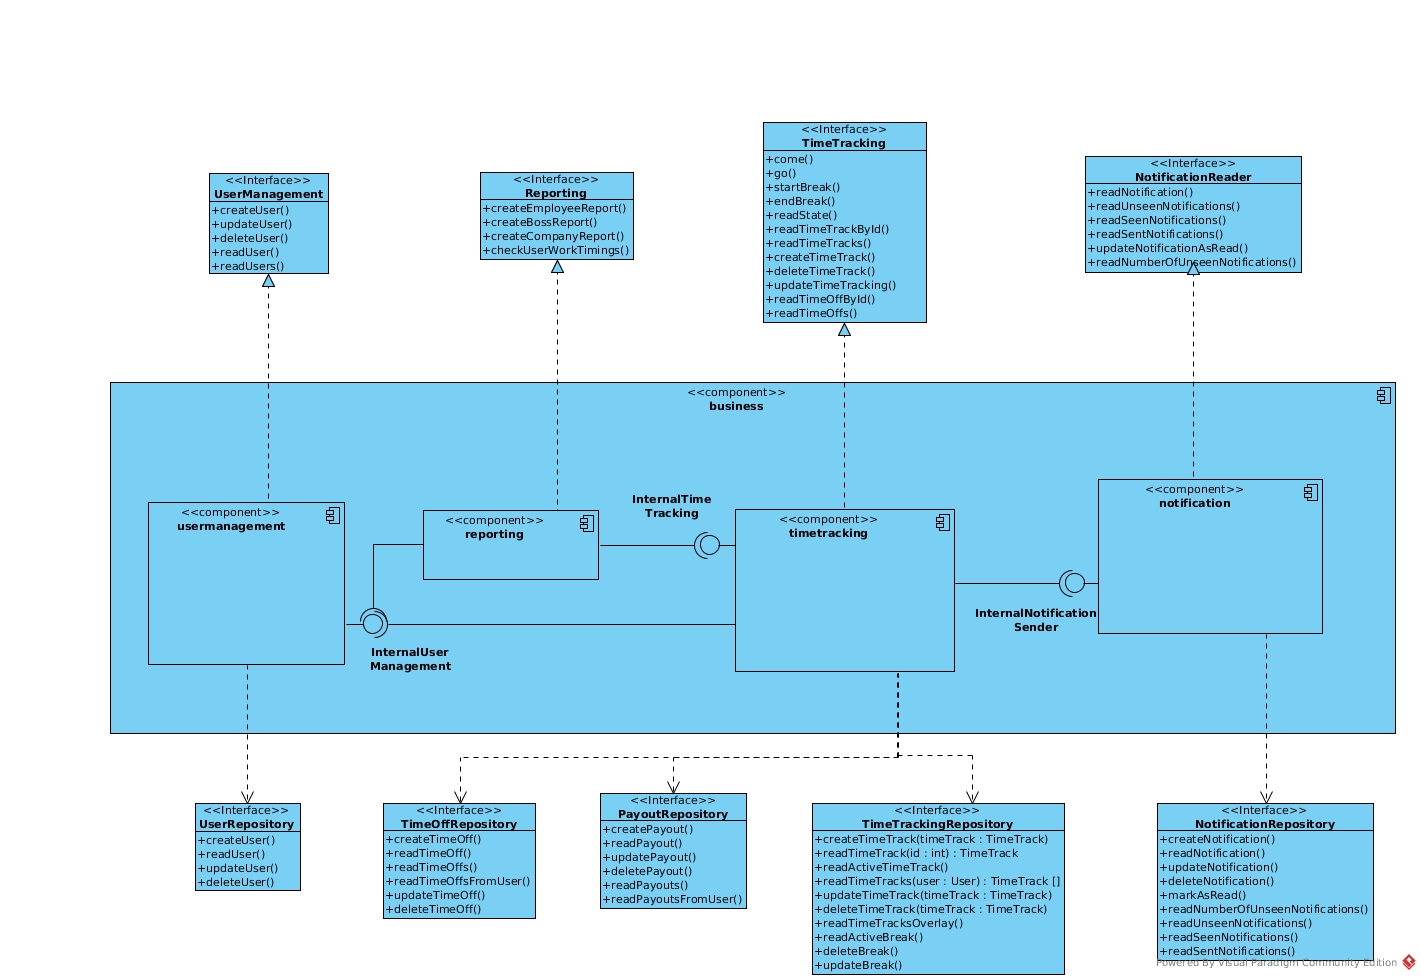 <<Interface>>
UserManagement
+createUser()
+updateUser()
+deleteUser()
+readUser()
+readUsers()
<<Interface>>
Reporting
+createEmployeeReport()
+createBossReport()
+createCompanyReport()
+checkUserWorkTimings()
<<Interface>>
TimeTracking
+come()
+go()
+startBreak()
+endBreak()
+readState()
+readTimeTrackById()
+readTimeTracks()
+createTimeTrack()
+deleteTimeTrack()
+updateTimeTracking()
+readTimeOffById()
+readTimeOffs()
<<Interface>>
NotificationReader
+readNotification()
+readUnseenNotifications()
+readSeenNotifications()
+readSentNotifications()
+updateNotificationAsRead()
+readNumberOfUnseenNotifications()
<<component>>
business
<<component>>
usermanagement
<<component>>
reporting
InternalTime
Tracking
<<component>>
timetracking
<<component>>
notification
InternalUser
Management
InternalNotification
Sender
<<Interface>>
UserRepository
+createUser()
+readUser()
+updateUser()
+deleteUser()
<<Interface>>
TimeOffRepository
+createTimeOff()
+readTimeOff()
+readTimeOffs()
+readTimeOffsFromUser()
+updateTimeOff()
+deleteTimeOff()
<<Interface>>
PayoutRepository
+createPayout()
+readPayout()
+updatePayout()
+deletePayout()
+readPayouts()
+readPayoutsFromUser()
<<Interface>>
TimeTrackingRepository
+createTimeTrack(timeTrack : TimeTrack)
+readTimeTrack(id : int) : TimeTrack
+readActiveTimeTrack()
+readTimeTracks(user : User) : TimeTrack []
+updateTimeTrack(timeTrack : TimeTrack)
+deleteTimeTrack(timeTrack : TimeTrack)
+readTimeTracksOverlay()
+readActiveBreak()
+deleteBreak()
+updateBreak()
<<Interface>>
NotificationRepository
+createNotification()
+readNotification()
+updateNotification()
+deleteNotification()
+markAsRead()
+readNumberOfUnseenNotifications()
+readUnseenNotifications()
+readSeenNotifications()
+readSentNotifications()
Powered By Visual Paradigm Community Edition